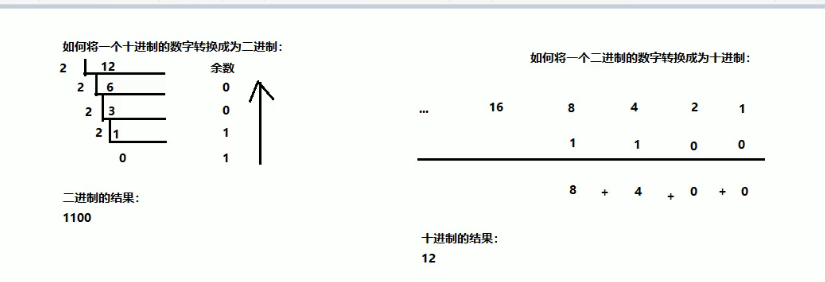 如何将一个十进制的数字转换成为二进制：
2 12 余数
2 6 0
2 3 0
2 1 1
0 1
二进制的结果：
1100
如何将一个二进制的数字转换成为十进制：
... 16 8 4 2 1
1 1 0 0
8 + 4 + 0 + 0
十进制的结果：
12